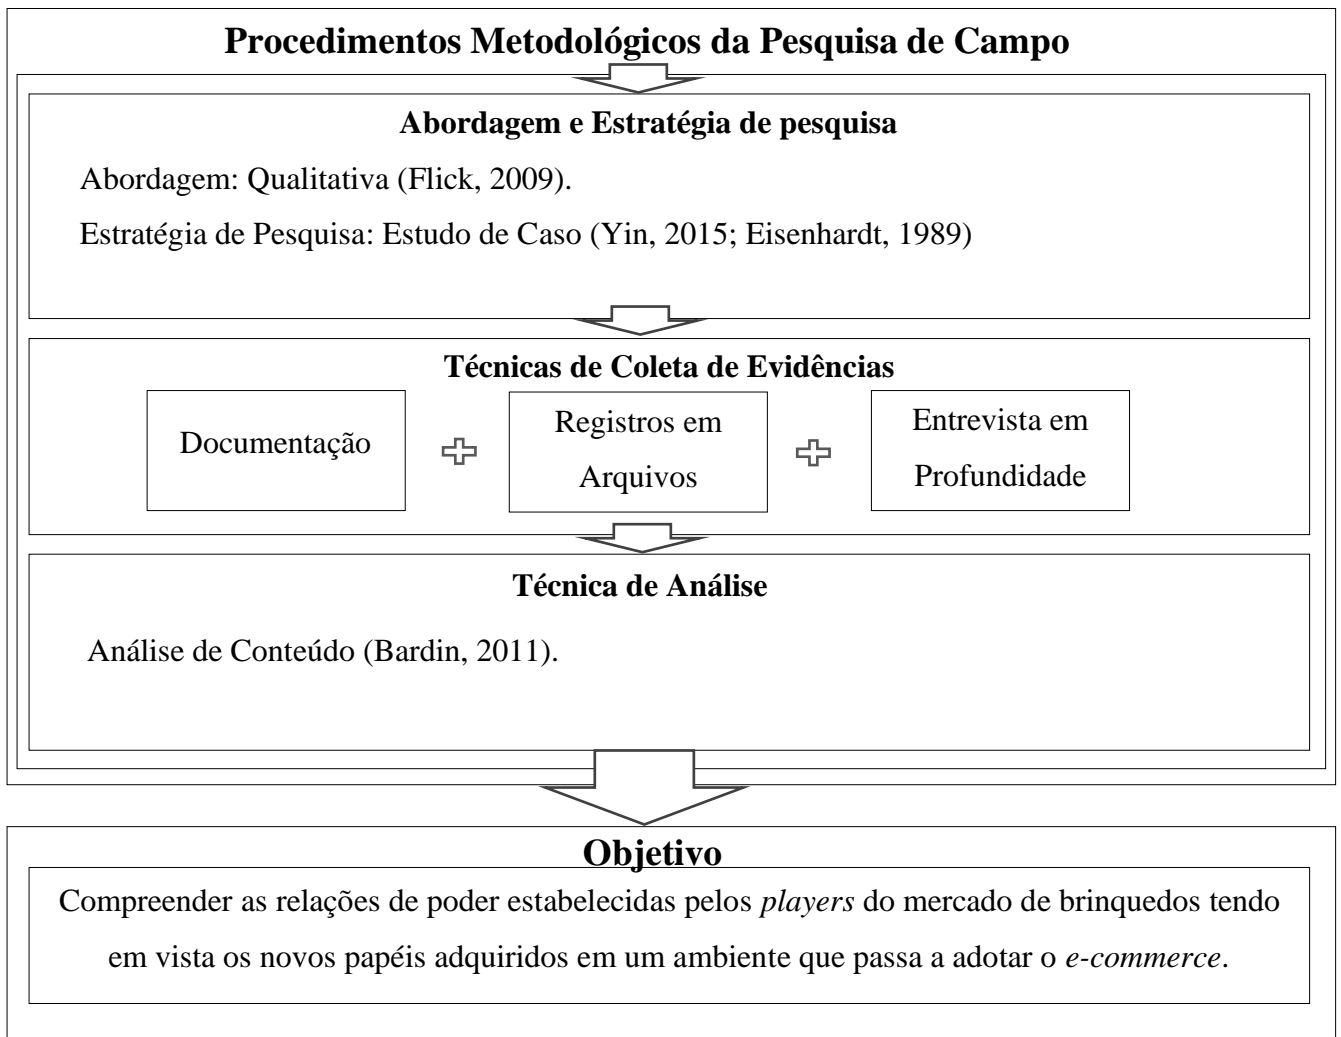 Procedimentos Metodológicos da Pesquisa de Campo
Abordagem e Estratégia de pesquisa
Abordagem: Qualitativa (Flick, 2009).
Estratégia de Pesquisa: Estudo de Caso (Yin, 2015; Eisenhardt, 1989)
Técnicas de Coleta de Evidências
Documentação
Registros em
Arquivos
Entrevista em
Profundidade
Técnica de Análise
Análise de Conteúdo (Bardin, 2011).
Objetivo
Compreender as relações de poder estabelecidas pelos players do mercado de brinquedos tendo
em vista os novos papéis adquiridos em um ambiente que passa a adotar o e-commerce.